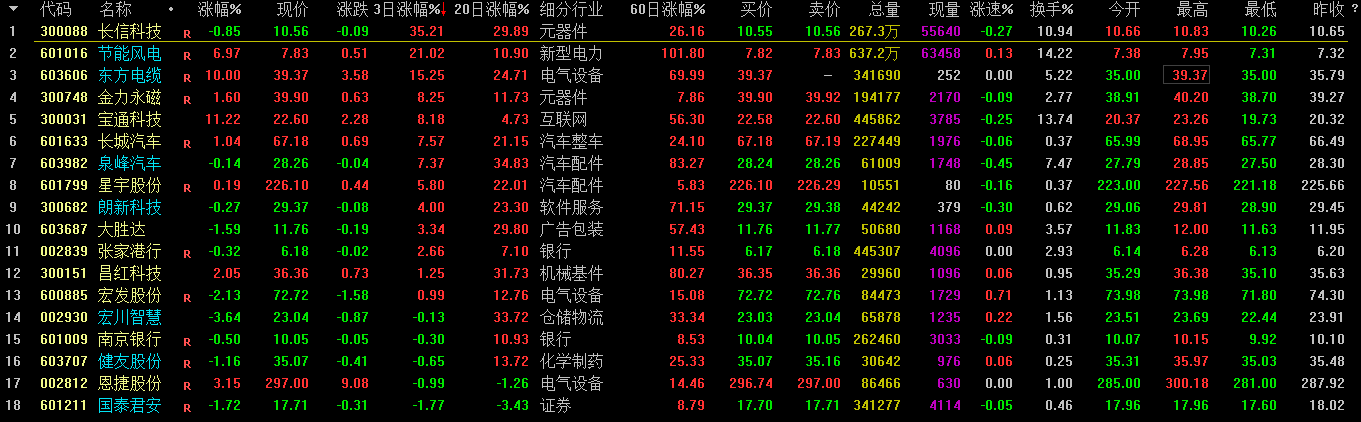 代码 名称 • 涨幅% 现价 涨跌 3日涨幅%↓ 20日涨幅% 细分行业 60日涨幅% 买价 卖价 总量 现量 涨速% 换手% 今开 最高 最低 昨收 ?
1 300088 长信科技 R -0.85 10.56 -0.09 35.21 29.89 元器件 26.16 10.55 10.56 267.3万 55640 -0.27 10.94 10.66 10.83 10.26 10.65
2 601016 节能风电 R 6.97 7.83 0.51 21.02 10.90 新型电力 101.80 7.82 7.83 637.2万 63458 0.13 14.22 7.38 7.95 7.31 7.32
3 603606 东方电缆 R 10.00 39.37 3.58 15.25 24.71 电气设备 69.99 39.37 — 341690 252 0.00 5.22 35.00 39.37 35.00 35.79
4 300748 金力永磁 R 1.60 39.90 0.63 8.25 11.73 元器件 7.86 39.90 39.92 194177 2170 -0.09 2.77 38.91 40.20 38.70 39.27
5 300031 宝通科技 11.22 22.60 2.28 8.18 4.73 互联网 56.30 22.58 22.60 445862 3785 -0.25 13.74 20.37 23.26 19.73 20.32
6 601633 长城汽车 R 1.04 67.18 0.69 7.57 21.15 汽车整车 24.10 67.18 67.19 227449 1976 -0.06 0.37 65.99 68.95 65.77 66.49
7 603982 泉峰汽车 -0.14 28.26 -0.04 7.37 34.83 汽车配件 83.27 28.24 28.26 61009 1748 -0.45 7.47 27.79 28.85 27.50 28.30
8 601799 星宇股份 R 0.19 226.10 0.44 5.80 22.01 汽车配件 5.83 226.10 226.29 10551 80 -0.16 0.37 223.00 227.56 221.18 225.66
9 300682 朗新科技 -0.27 29.37 -0.08 4.00 23.30 软件服务 71.15 29.37 29.38 44242 379 -0.30 0.62 29.06 29.81 28.90 29.45
10 603687 大胜达 -1.59 11.76 -0.19 3.34 29.80 广告包装 57.43 11.76 11.77 50680 1168 0.09 3.57 11.83 12.00 11.63 11.95
11 002839 张家港行 R -0.32 6.18 -0.02 2.66 7.10 银行 11.55 6.17 6.18 445307 4096 0.00 2.93 6.14 6.28 6.13 6.20
12 300151 昌红科技 2.05 36.36 0.73 1.25 31.73 机械基件 80.27 36.35 36.36 29960 1096 0.06 0.95 35.29 36.38 35.10 35.63
13 600885 宏发股份 R -2.13 72.72 -1.58 0.99 12.76 电气设备 15.08 72.72 72.76 84473 1729 0.71 1.13 73.98 73.98 71.80 74.30
14 002930 宏川智慧 -3.64 23.04 -0.87 -0.13 33.72 仓储物流 33.34 23.03 23.04 65878 1235 0.22 1.56 23.51 23.69 22.44 23.91
15 601009 南京银行 R -0.50 10.05 -0.05 -0.30 10.93 银行 8.53 10.04 10.05 262460 3033 -0.09 0.31 10.07 10.15 9.92 10.10
16 603707 健友股份 R -1.16 35.07 -0.41 -0.65 13.72 化学制药 25.33 35.07 35.16 30642 976 0.06 0.25 35.31 35.97 35.03 35.48
17 002812 恩捷股份 R 3.15 297.00 9.08 -0.99 -1.26 电气设备 14.46 296.74 297.00 86466 630 0.00 1.00 285.00 300.18 281.00 287.92
18 601211 国泰君安 R -1.72 17.71 -0.31 -1.77 -3.43 证券 8.79 17.70 17.71 341277 4114 -0.05 0.46 17.96 17.96 17.60 18.02